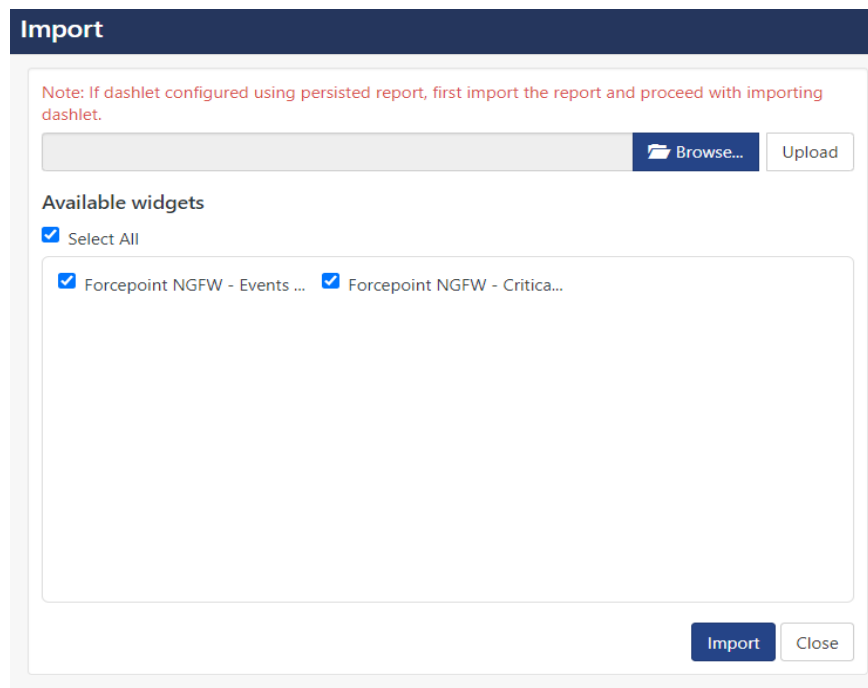 Import
Note: If dashlet configured using persisted report, first import the report and proceed with importing
dashlet.
Browse... Upload
Available widgets
Select All
Forcepoint NGFW - Events ... Forcepoint NGFW - Critica...
Import Close